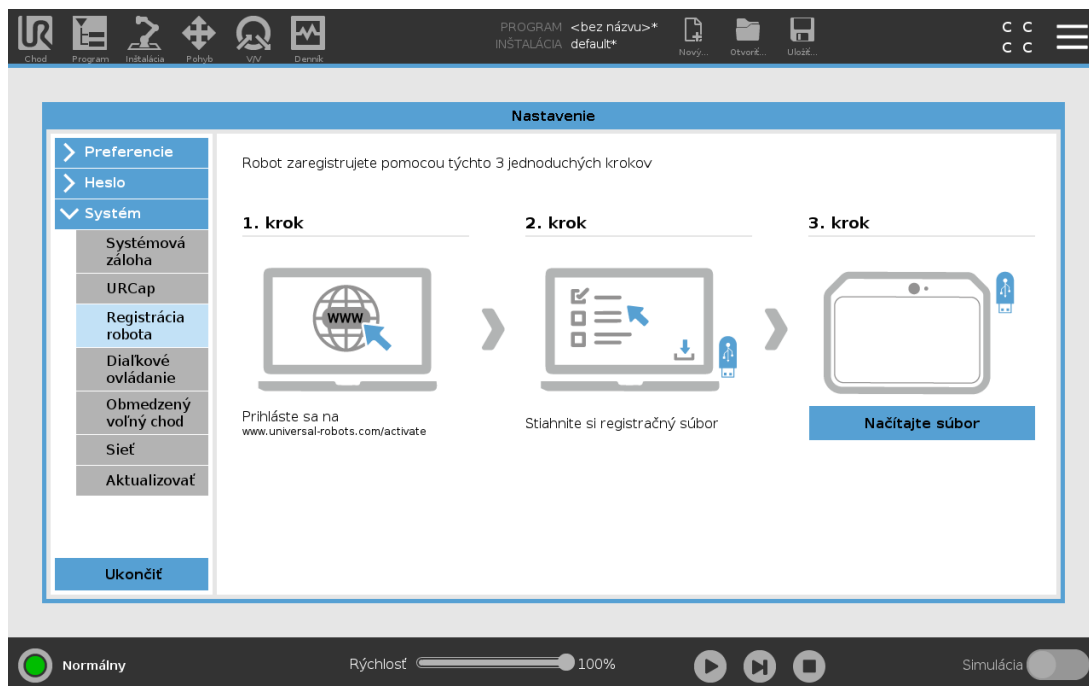 PROGRAM <bez názvu>*
INŠTALÁCIA default*
C C
C C
Chod Program Inštalácia Pohyb V/V Denník Nový... Otvoriť... Uložiť...
Nastavenie
Preferencie
Heslo
Systém
Systémová
záloha
URCap
Registrácia
robota
Diaľkové
ovládanie
Obmedzený
voľný chod
Sieť
Aktualizovať
Ukončiť
Robot zaregistrujete pomocou týchto 3 jednoduchých krokov
1. krok
WWW
Prihláste sa na
www.universal-robots.com/activate
2. krok
Stiahnite si registračný súbor
3. krok
Načítajte súbor
Normálny
Rýchlosť 100%
Simulácia